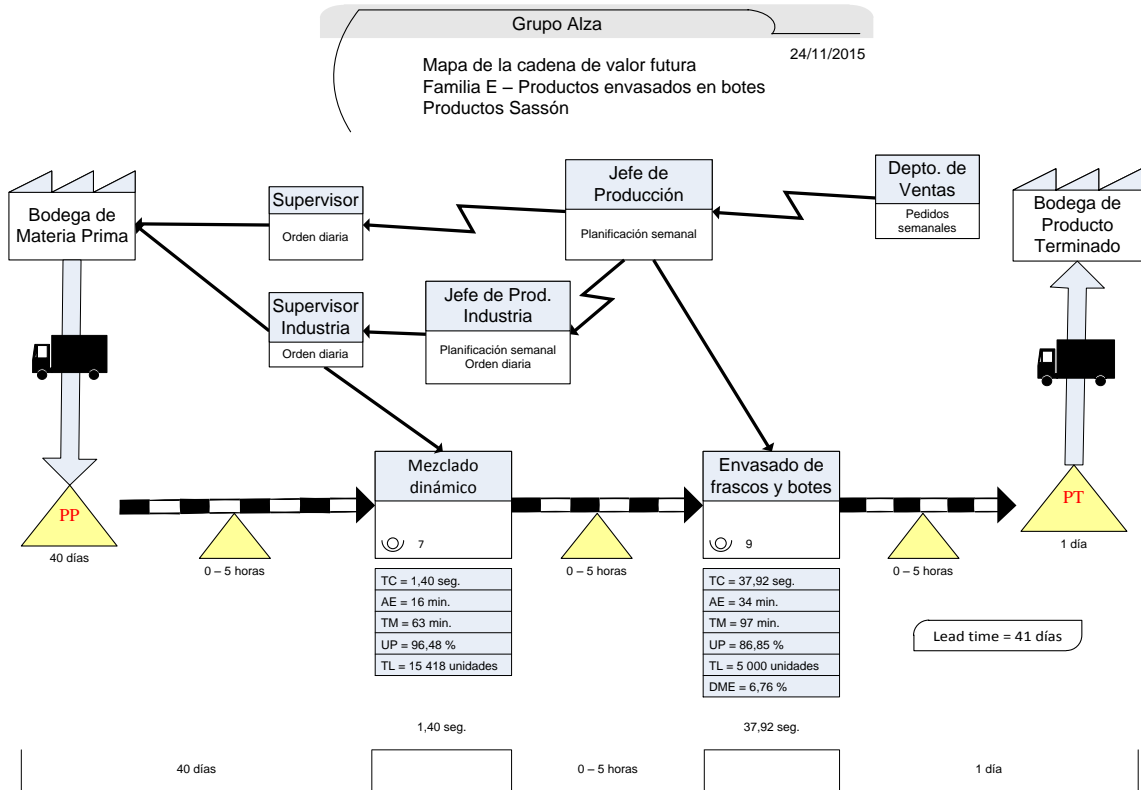 Grupo Alza
24/11/2015
Mapa de la cadena de valor futura
Familia E – Productos envasados en botes
Productos Sassón
Bodega de
Materia Prima
Supervisor
Orden diaria
Jefe de
Producción
Planificación semanal
Depto. de
Ventas
Pedidos
semanales
Bodega de
Producto
Terminado
Supervisor
Industria
Orden diaria
Jefe de Prod.
Industria
Planificación semanal
Orden diaria
PP
40 días
0 – 5 horas
Mezclado
dinámico
7
TC = 1,40 seg.
AE = 16 min.
TM = 63 min.
UP = 96,48 %
TL = 15 418 unidades
0 – 5 horas
Envasado de
frascos y botes
9
TC = 37,92 seg.
AE = 34 min.
TM = 97 min.
UP = 86,85 %
TL = 5 000 unidades
DME = 6,76 %
0 – 5 horas
PT
1 día
Lead time = 41 días
1,40 seg.
37,92 seg.
40 días
0 – 5 horas
1 día